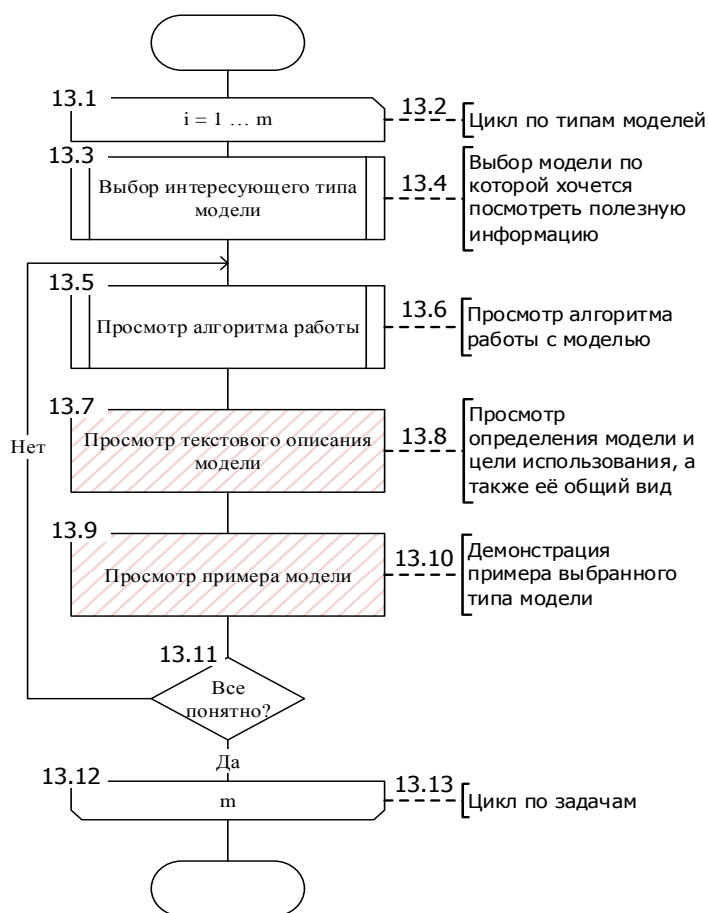 13.1
i = 1 … m
13.2
Цикл по типам моделей
13.3
Выбор интересующего типа
модели
13.4
Выбор модели по
которой хочется
посмотреть полезную
информацию
13.5
Просмотр алгоритма работы
13.6
Просмотр алгоритма
работы с моделью
13.7
Просмотр текстового описания
модели
13.8
Просмотр
определения модели и
цели использования, а
также её общий вид
Нет
13.9
Просмотр примера модели
13.10
Демонстрация
примера выбранного
типа модели
13.11
Все
понятно?
Да
13.12
m
13.13
Цикл по задачам